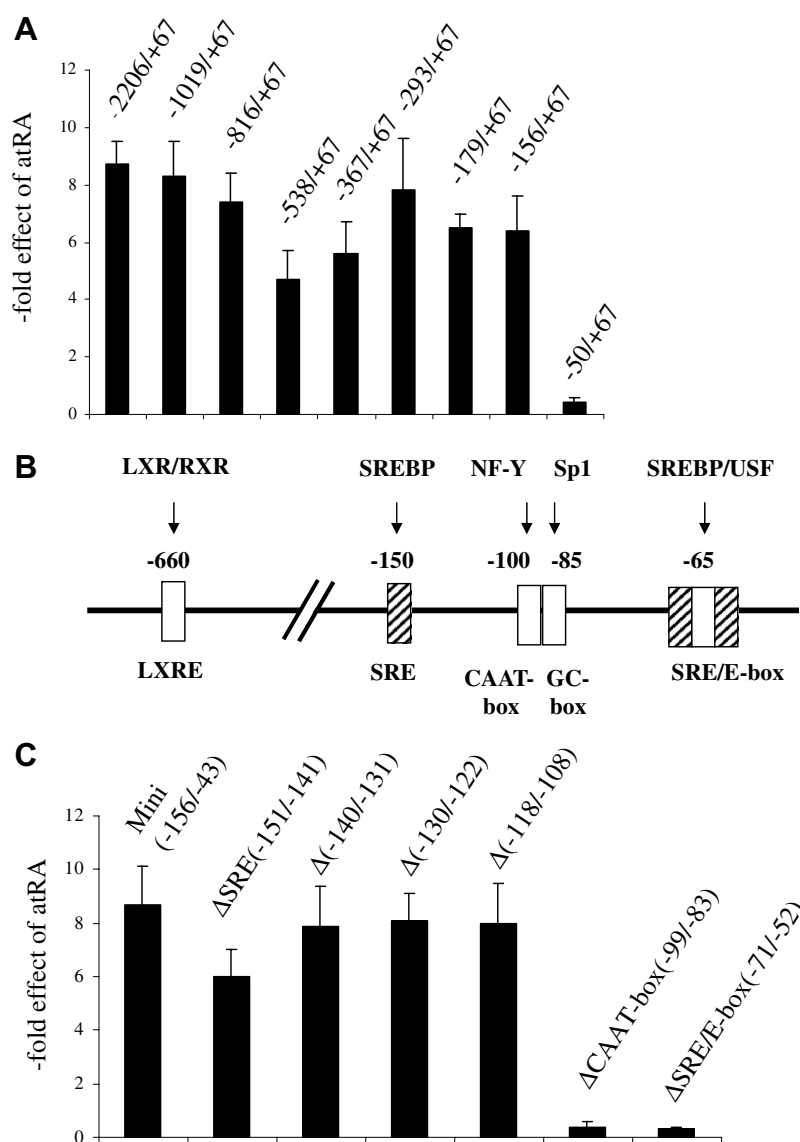 A
-fold effect of atRA
12
10
8
6
4
2
0
-2206/+67
-1019/+67
-816/+67
-538/+67
-367/+67
-293/+67
-179/+67
-156/+67
-50/+67
B
LXR/RXR
SREBP
NF-Y
Sp1
SREBP/USF
-660
-150
-100
-85
-65
LXRE
SRE
CAAT-
box
GC-
box
SRE/E-box
C
-fold effect of atRA
12
10
8
6
4
2
0
Mini
(-156/-43)
ΔSRE(-151/-141)
Δ(-140/-131)
Δ(-130/-122)
Δ(-118/-108)
ΔCAAT-box(-99/-83)
ΔSRE/E-box(-71/-52)